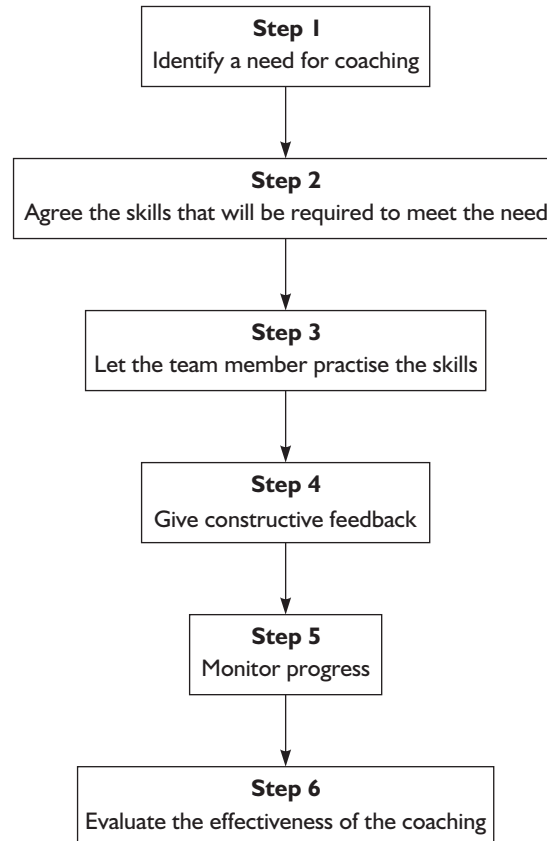 Step 1
Identify a need for coaching
Step 2
Agree the skills that will be required to meet the need
Step 3
Let the team member practise the skills
Step 4
Give constructive feedback
Step 5
Monitor progress
Step 6
Evaluate the effectiveness of the coaching